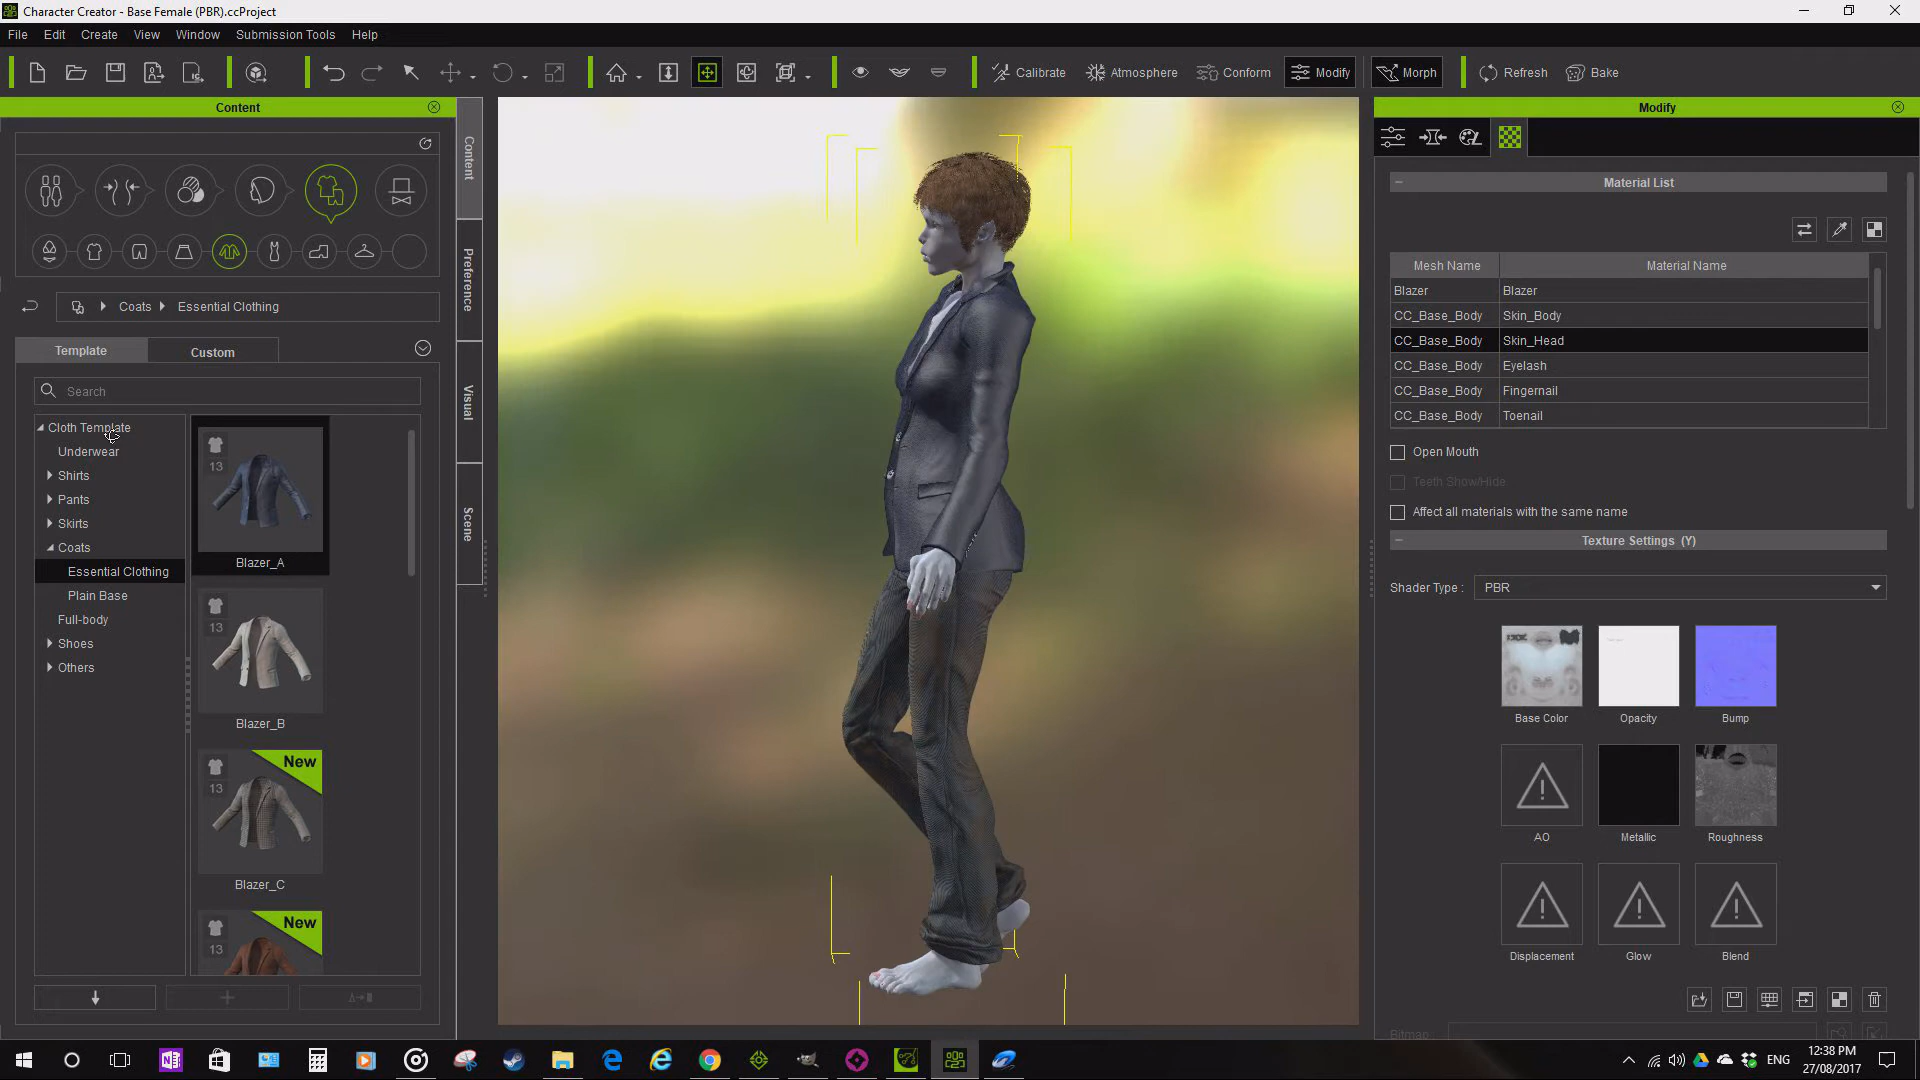 Character Creator - Base Female (PBR).ccProject
File Edit Create View Window Submission Tools Help
Calibrate Atmosphere Conform Modify Morph Refresh Bake
Content
Modify
Content
Preference
Visual
Scene
Coats Essential Clothing
Template Custom
Search
Cloth Template
Underwear
Shirts
Pants
Skirts
Coats
Essential Clothing
Plain Base
Full-body
Shoes
Others
13
Blazer_A
13
Blazer_B
New
13
Blazer_C
New
13
Material List
Mesh Name Material Name
Blazer Blazer
CC_Base_Body Skin_Body
CC_Base_Body Skin_Head
CC_Base_Body Eyelash
CC_Base_Body Fingernail
CC_Base_Body Toenail
Open Mouth
Teeth Show/Hide
Affect all materials with the same name
Texture Settings (Y)
Shader Type : PBR
Base Color Opacity Bump
AO Metallic Roughness
Displacement Glow Blend
Bitmap
ENG
12:38 PM
27/08/2017